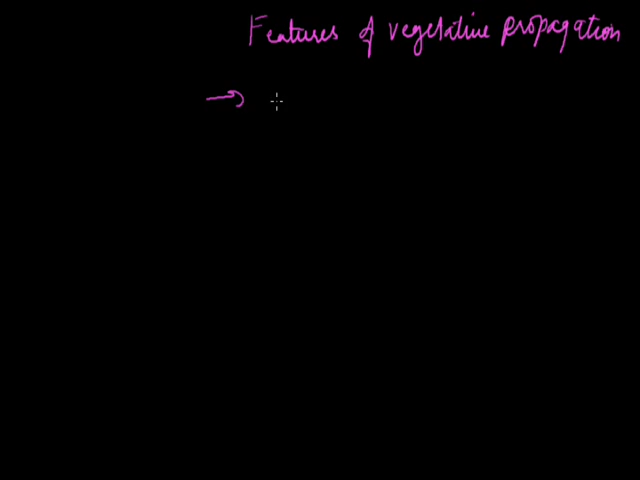 Features of vegetative propagation
→